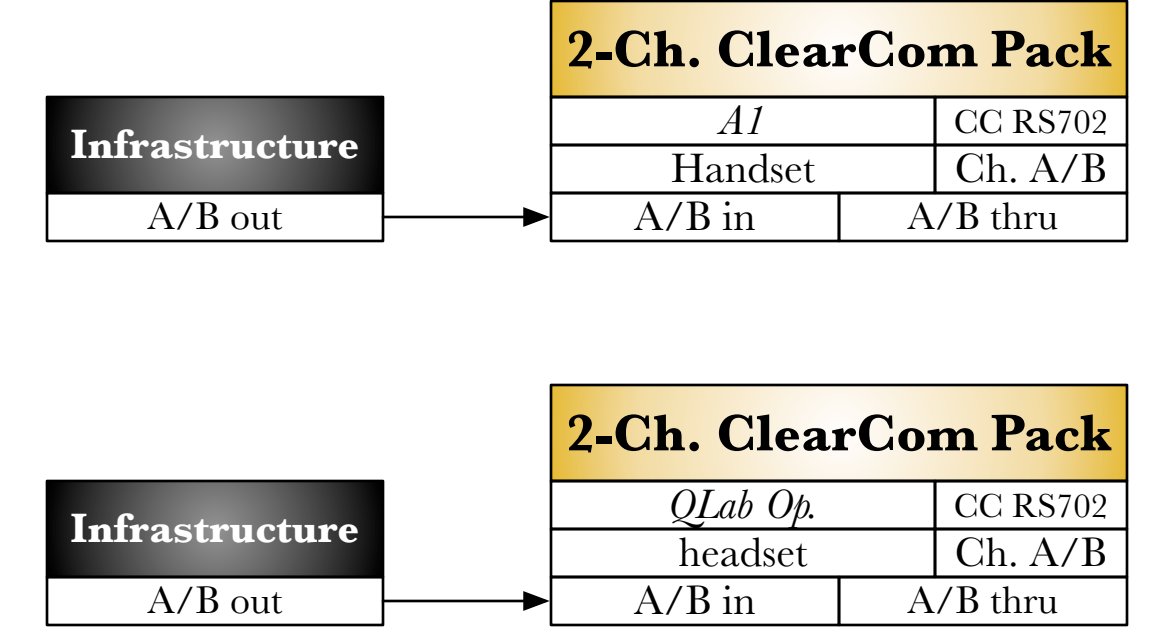 2-Ch. ClearCom Pack
Infrastructure
A1 CC RS702
Handset Ch. A/B
A/B out
A/B in A/B thru
2-Ch. ClearCom Pack
Infrastructure
QLab Op. CC RS702
headset Ch. A/B
A/B out
A/B in A/B thru